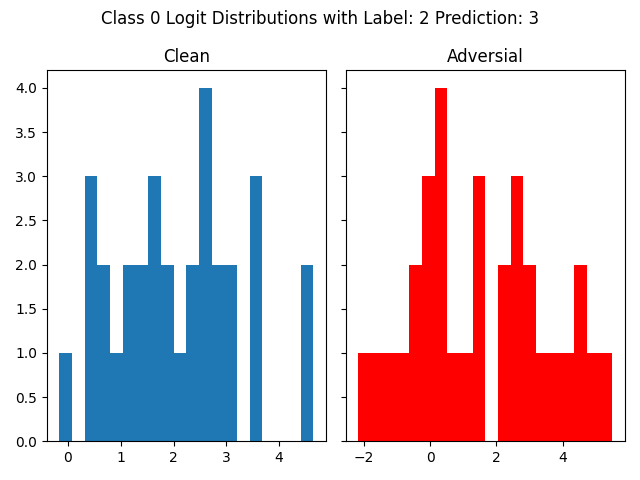 Class 0 Logit Distributions with Label: 2 Prediction: 3
Clean
Adversial
4.0
3.5
3.0
2.5
2.0
1.5
1.0
0.5
0.0
0 1 2 3 4
−2 0 2 4